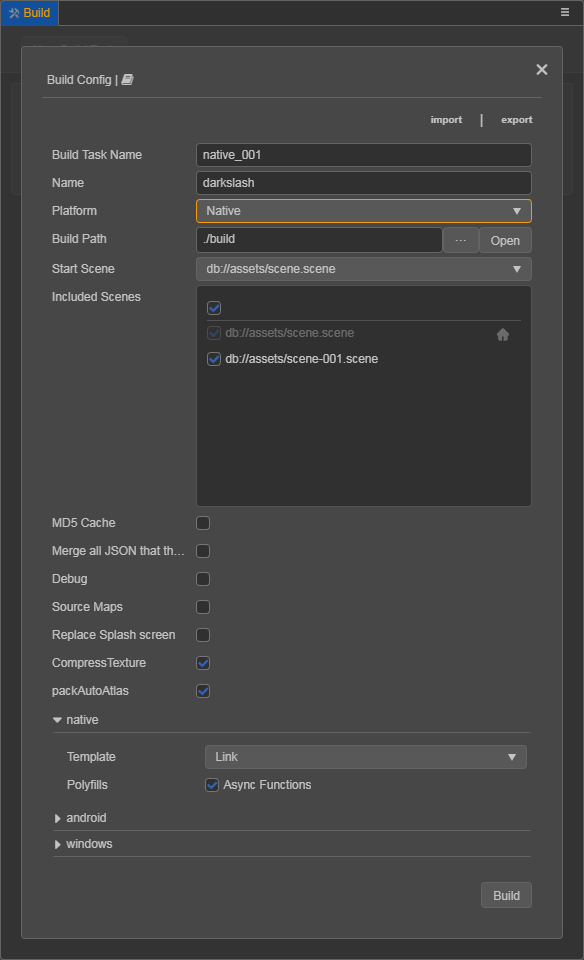 Build
Build Config |
import | export
Build Task Name native_001
Name darkslash
Platform Native
Build Path ./build ... Open
Start Scene db://assets/scene.scene
Included Scenes
db://assets/scene.scene
db://assets/scene-001.scene
MD5 Cache
Merge all JSON that th...
Debug
Source Maps
Replace Splash screen
CompressTexture
packAutoAtlas
native
Template Link
Polyfills Async Functions
android
windows
Build